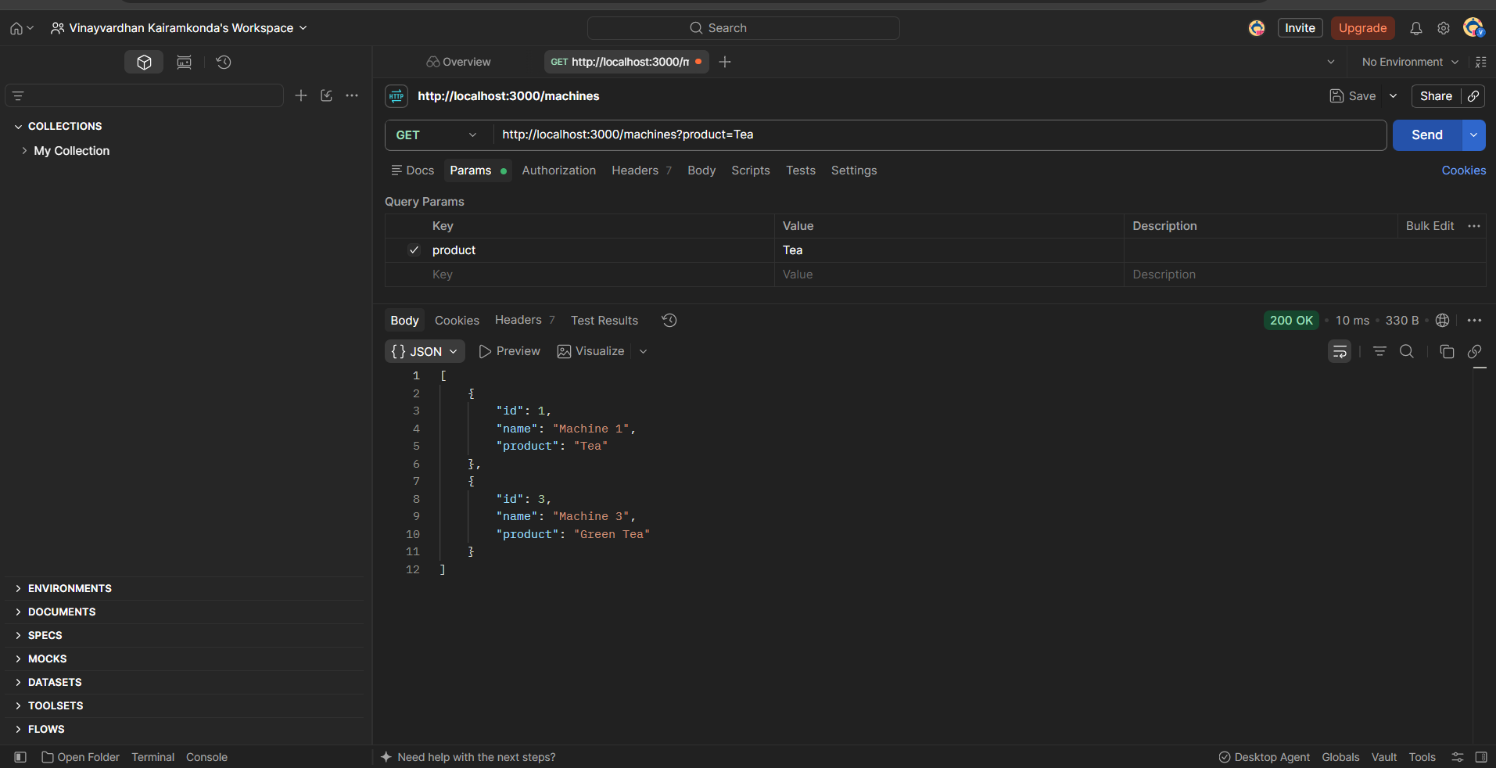 Vinayvardhan Kairamkonda's Workspace
Search
Invite
Upgrade
Overview
GET http://localhost:3000/m
No Environment
HTTP http://localhost:3000/machines
Save
Share
COLLECTIONS
My Collection
GET http://localhost:3000/machines?product=Tea
Send
Docs Params Authorization Headers 7 Body Scripts Tests Settings
Cookies
Query Params
Key Value Description Bulk Edit
product Tea
Key Value Description
Body Cookies Headers 7 Test Results
200 OK • 10 ms • 330 B
{} JSON Preview Visualize
1 [
2 {
3 "id": 1,
4 "name": "Machine 1",
5 "product": "Tea"
6 },
7 {
8 "id": 3,
9 "name": "Machine 3",
10 "product": "Green Tea"
11 }
12 ]
ENVIRONMENTS
DOCUMENTS
SPECS
MOCKS
DATASETS
TOOLSETS
FLOWS
Open Folder Terminal Console
Need help with the next steps?
Desktop Agent Globals Vault Tools